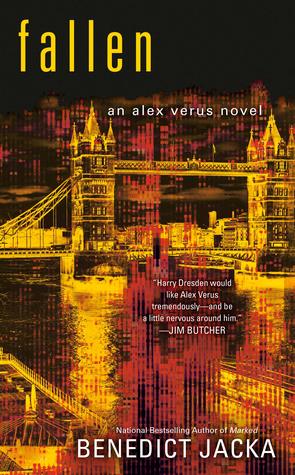 fallen
an alex verus novel
"Harry Dresden would
like Alex Verus
tremendously—and be
a little nervous around him."
—JIM BUTCHER
National Bestselling Author of Marked
BENEDICT JACKA